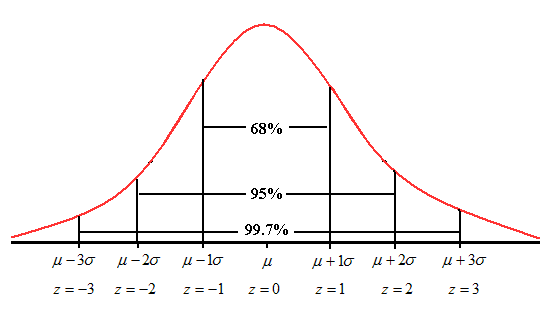 68%
95%
99.7%
μ−3σ μ−2σ μ−1σ μ μ+1σ μ+2σ μ+3σ
z=−3 z=−2 z=−1 z=0 z=1 z=2 z=3